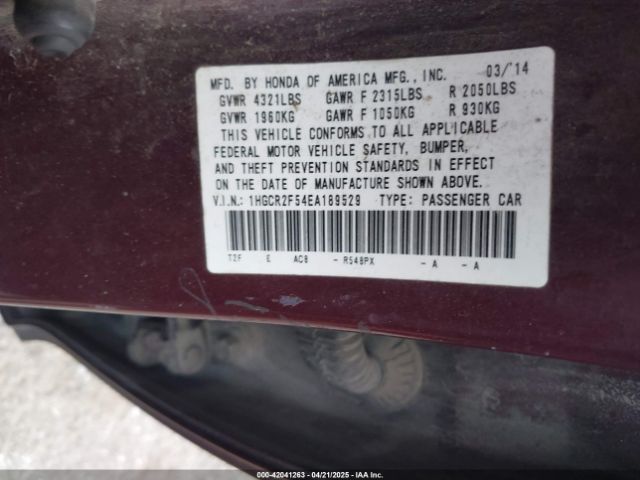 MFD. BY HONDA OF AMERICA MFG., INC. 03/'14
GVWR 4321LBS GAWR F 2315LBS R 2050LBS
GVWR 1960KG GAWR F 1050KG R 930KG
THIS VEHICLE CONFORMS TO ALL APPLICABLE
FEDERAL MOTOR VEHICLE SAFETY, BUMPER,
AND THEFT PREVENTION STANDARDS IN EFFECT
ON THE DATE OF MANUFACTURE SHOWN ABOVE.
V.I.N.: 1HGCR2F54EA189529 TYPE: PASSENGER CAR
T2F E AC8 - R548PX - A - A
000-42041263 - 04/21/2025 - IAA Inc.